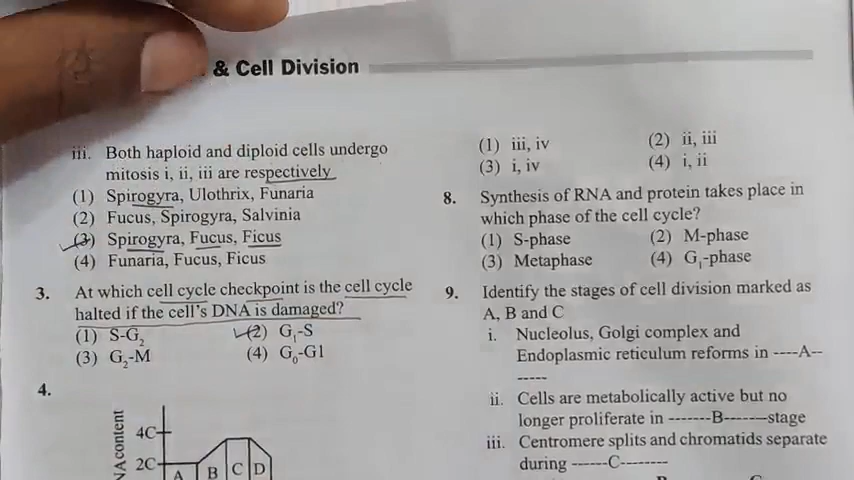 & Cell Division
iii. Both haploid and diploid cells undergo
mitosis i, ii, iii are respectively
(1) Spirogyra, Ulothrix, Funaria
(2) Fucus, Spirogyra, Salvinia
(3) Spirogyra, Fucus, Ficus
(4) Funaria, Fucus, Ficus
3. At which cell cycle checkpoint is the cell cycle
halted if the cell's DNA is damaged?
(1) S-G₂ (2) G₁-S
(3) G₂-M (4) G₀-G1
4.
4C
2C
A B C D
(1) iii, iv (2) ii, iii
(3) i, iv (4) i, ii
8. Synthesis of RNA and protein takes place in
which phase of the cell cycle?
(1) S-phase (2) M-phase
(3) Metaphase (4) G₁-phase
9. Identify the stages of cell division marked as
A, B and C
i. Nucleolus, Golgi complex and
Endoplasmic reticulum reforms in ----A--
-----
ii. Cells are metabolically active but no
longer proliferate in -------B-------stage
iii. Centromere splits and chromatids separate
during ------C--------